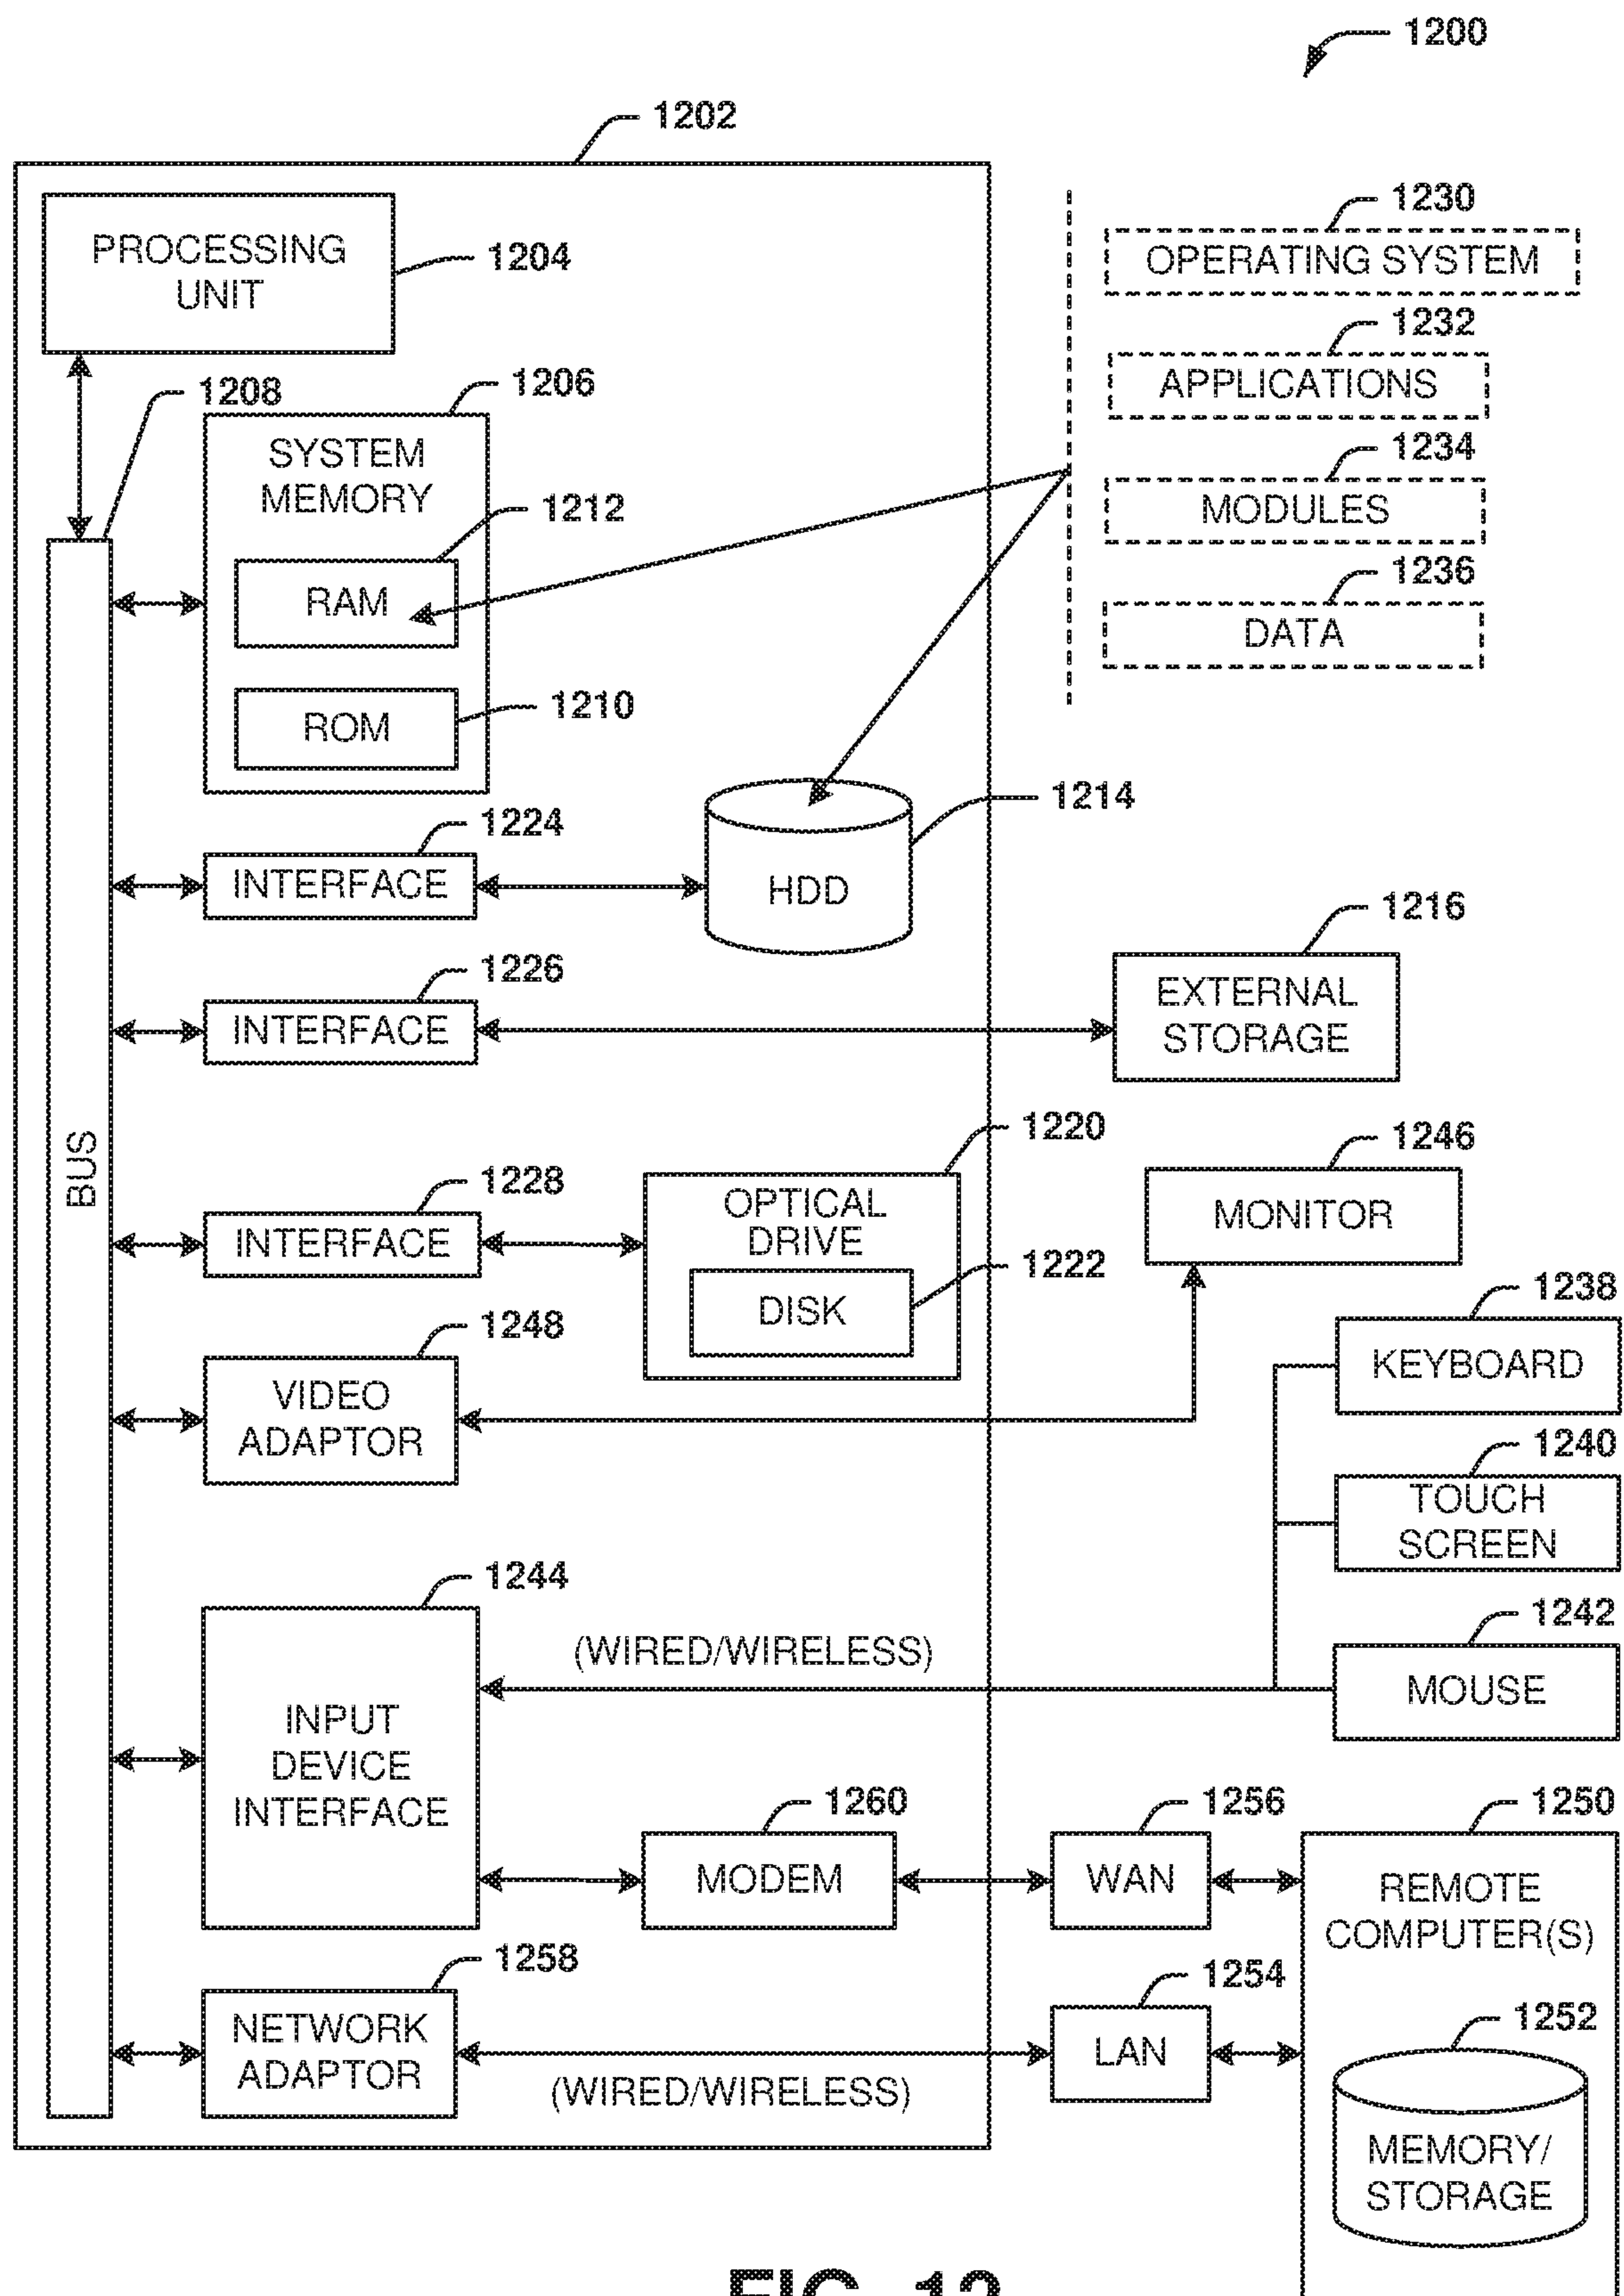 1200
1202
PROCESSING
UNIT
1204
1230
OPERATING SYSTEM
1232
APPLICATIONS
1234
MODULES
1236
DATA
1208
1206
SYSTEM
MEMORY
1212
RAM
1210
ROM
1224
INTERFACE
1214
HDD
1226
INTERFACE
1216
EXTERNAL
STORAGE
BUS
1228
INTERFACE
1220
OPTICAL
DRIVE
1222
DISK
1246
MONITOR
1248
VIDEO
ADAPTOR
1238
KEYBOARD
1240
TOUCH
SCREEN
1242
MOUSE
1244
INPUT
DEVICE
INTERFACE
(WIRED/WIRELESS)
1260
MODEM
1256
WAN
1250
REMOTE
COMPUTER(S)
1258
NETWORK
ADAPTOR
(WIRED/WIRELESS)
1254
LAN
1252
MEMORY/
STORAGE
FIG. 12